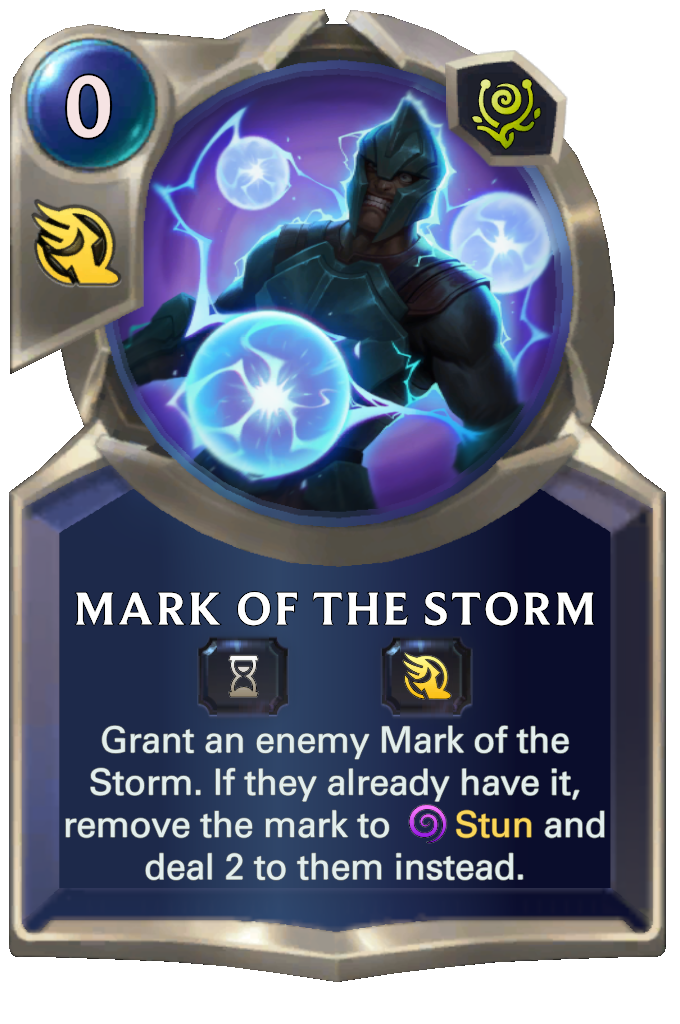 0
MARK OF THE STORM
Grant an enemy Mark of the
Storm. If they already have it,
remove the mark to Stun and
deal 2 to them instead.